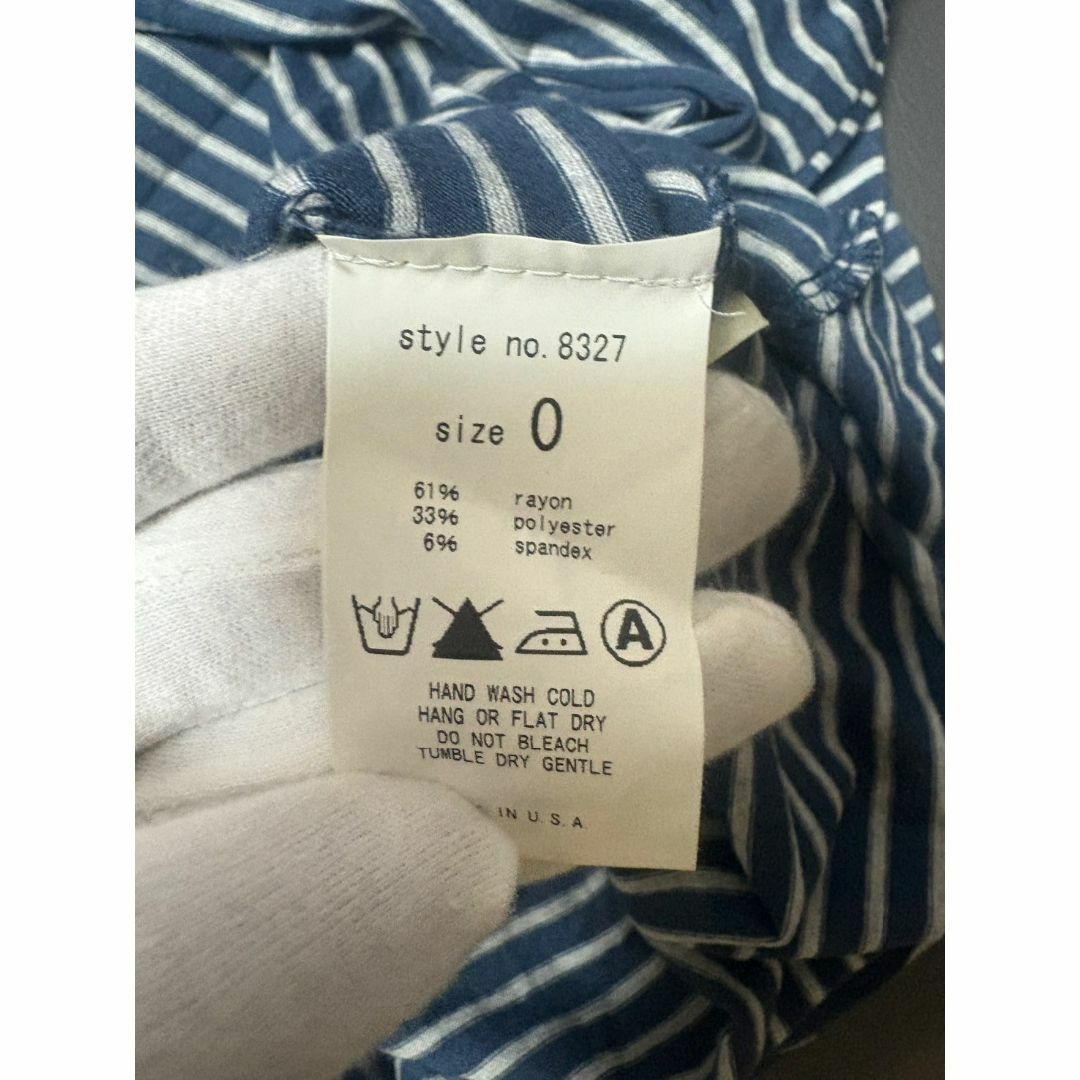 style no. 8327
size 0
61% rayon
33% polyester
6% spandex
A
HAND WASH COLD
HANG OR FLAT DRY
DO NOT BLEACH
TUMBLE DRY GENTLE
IN U.S.A.